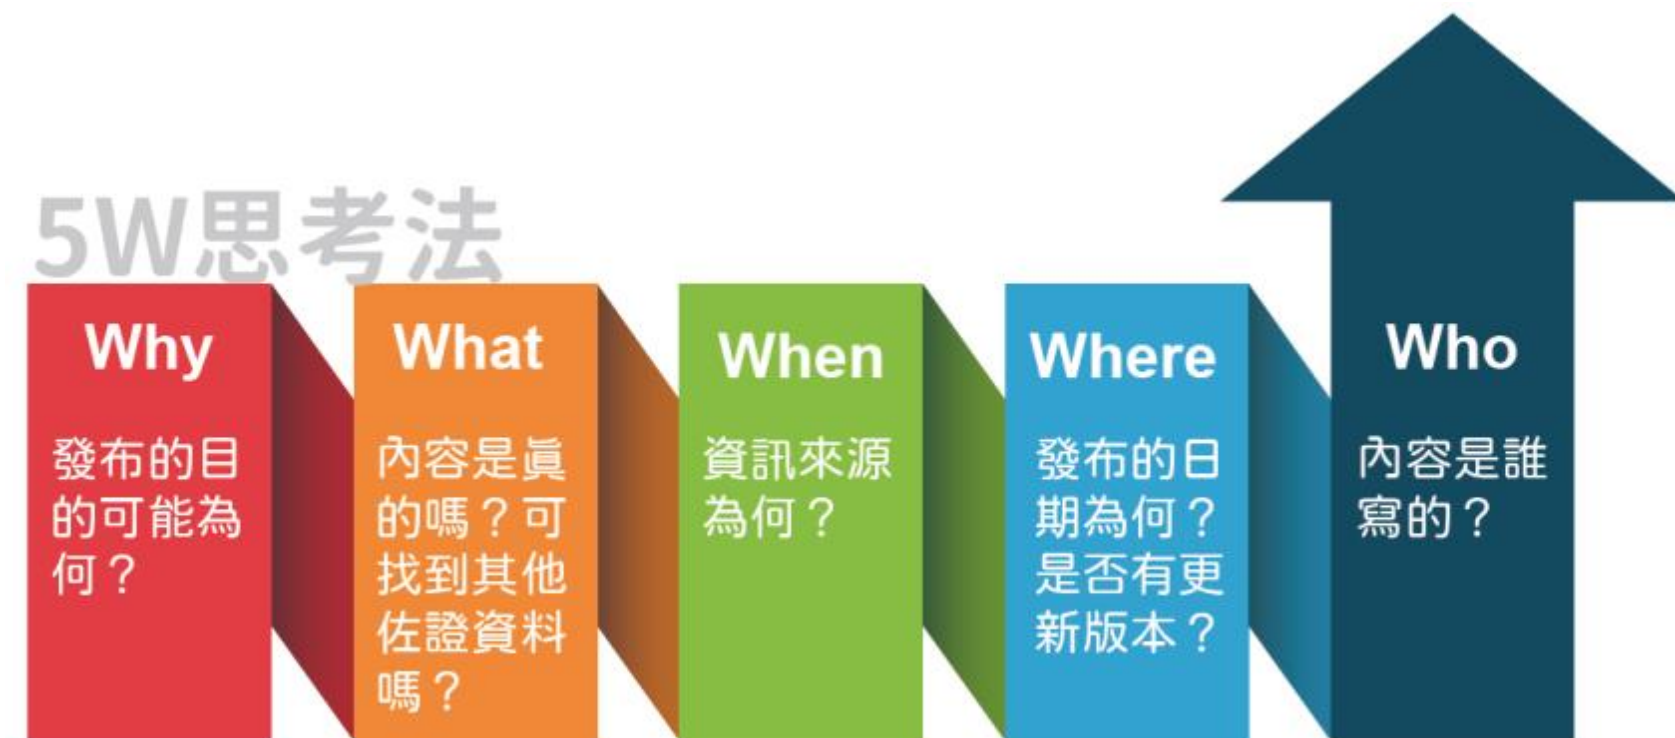 5W思考法
Why
發布的目
的可能為
何？
What
內容是眞
的嗎？可
找到其他
佐證資料
嗎？
When
資訊來源
為何？
Where
發布的日
期為何？
是否有更
新版本？
Who
內容是誰
寫的？